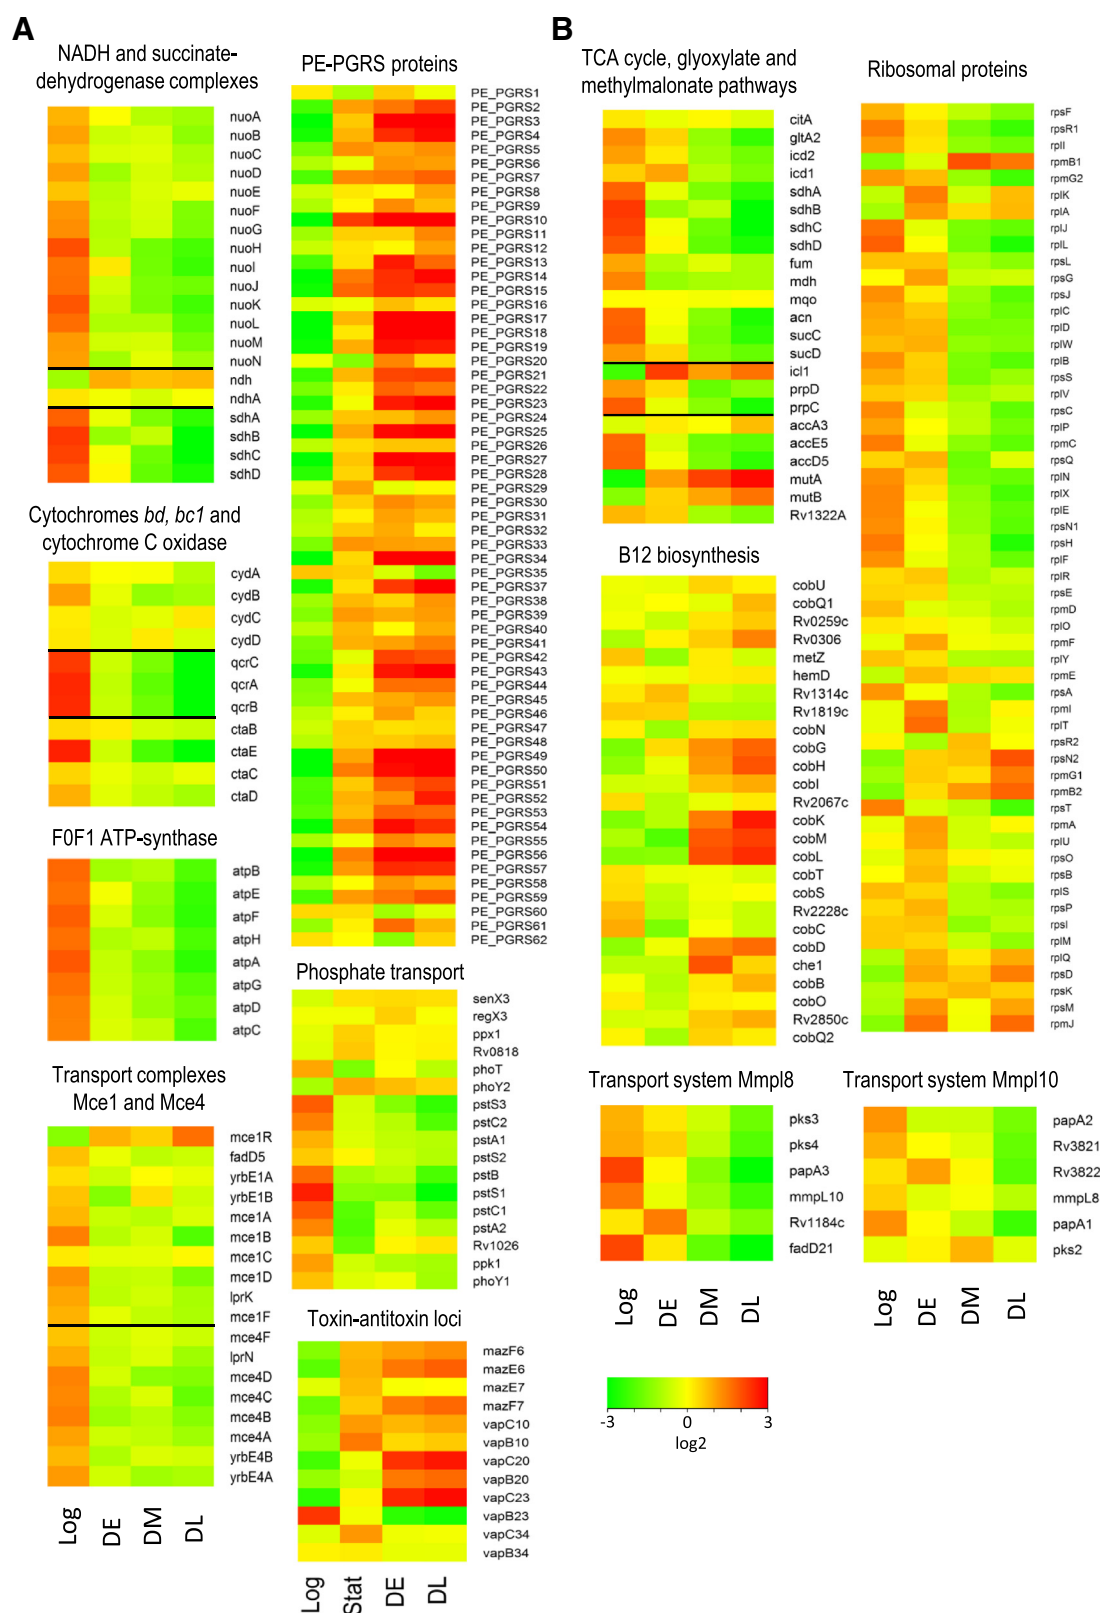 A
NADH and succinate-
dehydrogenase complexes
nuoA
nuoB
nuoC
nuoD
nuoE
nuoF
nuoG
nuoH
nuoI
nuoJ
nuoK
nuoL
nuoM
nuoN
ndh
ndhA
sdhA
sdhB
sdhC
sdhD
Cytochromes bd, bc1 and
cytochrome C oxidase
cydA
cydB
cydC
cydD
qcrC
qcrA
qcrB
ctaB
ctaE
ctaC
ctaD
F0F1 ATP-synthase
atpB
atpE
atpF
atpH
atpA
atpG
atpD
atpC
Transport complexes
Mce1 and Mce4
mce1R
fadD5
yrbE1A
yrbE1B
mce1A
mce1B
mce1C
mce1D
lprK
mce1F
mce4F
lprN
mce4D
mce4C
mce4B
mce4A
yrbE4B
yrbE4A
Log DE DM DL
PE-PGRS proteins
PE_PGRS1
PE_PGRS2
PE_PGRS3
PE_PGRS4
PE_PGRS5
PE_PGRS6
PE_PGRS7
PE_PGRS8
PE_PGRS9
PE_PGRS10
PE_PGRS11
PE_PGRS12
PE_PGRS13
PE_PGRS14
PE_PGRS15
PE_PGRS16
PE_PGRS17
PE_PGRS18
PE_PGRS19
PE_PGRS20
PE_PGRS21
PE_PGRS22
PE_PGRS23
PE_PGRS24
PE_PGRS25
PE_PGRS26
PE_PGRS27
PE_PGRS28
PE_PGRS29
PE_PGRS30
PE_PGRS31
PE_PGRS32
PE_PGRS33
PE_PGRS34
PE_PGRS35
PE_PGRS37
PE_PGRS38
PE_PGRS39
PE_PGRS40
PE_PGRS41
PE_PGRS42
PE_PGRS43
PE_PGRS44
PE_PGRS45
PE_PGRS46
PE_PGRS47
PE_PGRS48
PE_PGRS49
PE_PGRS50
PE_PGRS51
PE_PGRS52
PE_PGRS53
PE_PGRS54
PE_PGRS55
PE_PGRS56
PE_PGRS57
PE_PGRS58
PE_PGRS59
PE_PGRS60
PE_PGRS61
PE_PGRS62
Phosphate transport
senX3
regX3
ppx1
Rv0818
phoT
phoY2
pstS3
pstC2
pstA1
pstS2
pstB
pstS1
pstC1
pstA2
Rv1026
ppk1
phoY1
Toxin-antitoxin loci
mazF6
mazE6
mazE7
mazF7
vapC10
vapB10
vapC20
vapB20
vapC23
vapB23
vapC34
vapB34
Log Stat DE DL
B
TCA cycle, glyoxylate and
methylmalonate pathways
citA
gltA2
icd2
icd1
sdhA
sdhB
sdhC
sdhD
fum
mdh
mqo
acn
sucC
sucD
icl1
prpD
prpC
accA3
accE5
accD5
mutA
mutB
Rv1322A
B12 biosynthesis
cobU
cobQ1
Rv0259c
Rv0306
metZ
hemD
Rv1314c
Rv1819c
cobN
cobG
cobH
cobI
Rv2067c
cobK
cobM
cobL
cobT
cobS
Rv2228c
cobC
cobD
che1
cobB
cobO
Rv2850c
cobQ2
Transport system Mmpl8
pks3
pks4
papA3
mmpL10
Rv1184c
fadD21
Log DE DM DL
Ribosomal proteins
rpsF
rpsR1
rplI
rpmB1
rpmG2
rplK
rplA
rplJ
rplL
rpsL
rpsG
rpsJ
rplC
rplD
rplW
rplB
rpsS
rplV
rpsC
rplP
rpmC
rpsQ
rplN
rplX
rplE
rpsN1
rpsH
rplF
rplR
rpsE
rpmD
rplO
rpmF
rplY
rpmE
rpsA
rpmI
rplT
rpsR2
rpsN2
rpmG1
rpmB2
rpsT
rpmA
rplU
rpsO
rpsB
rplS
rpsP
rpsI
rplM
rplQ
rpsD
rpsK
rpsM
rpmJ
Transport system Mmpl10
papA2
Rv3821
Rv3822
mmpL8
papA1
pks2
Log DE DM DL
-3 0 3
log2